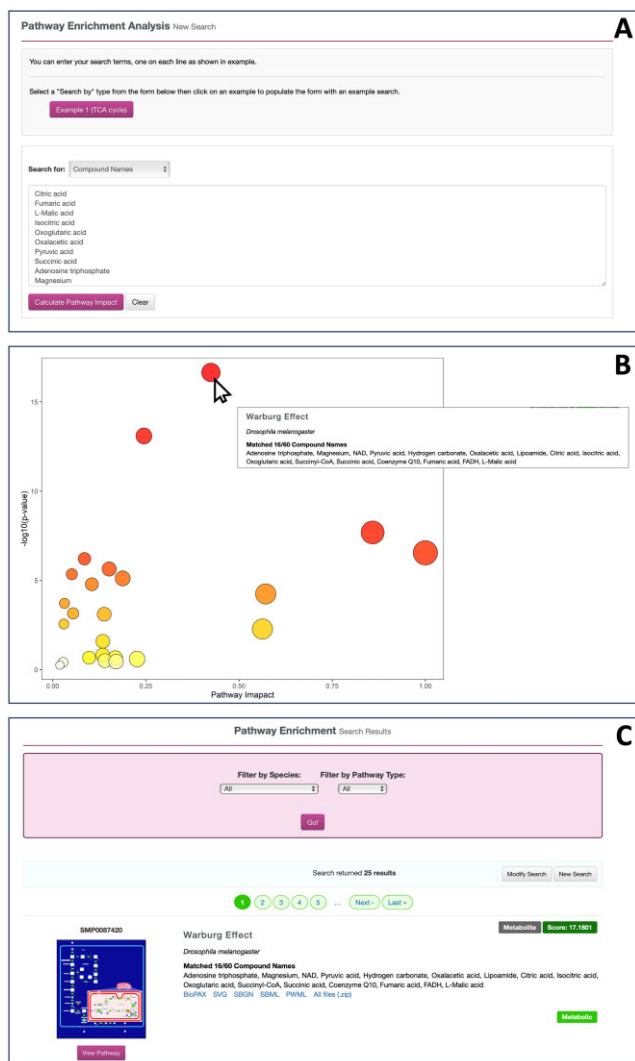 Pathway Enrichment Analysis New Search
A
You can enter your search terms, one on each line as shown in example.
Select a "Search by" type from the form below then click on an example to populate the form with an example search.
Example 1 (TCA cycle)
Search for: Compound Names
Citric acid
Fumaric acid
L-Malic acid
Isocitric acid
Oxoglutaric acid
Oxalacetic acid
Pyruvic acid
Succinic acid
Adenosine triphosphate
Magnesium
Calculate Pathway Impact Clear
B
15
10
5
0
-log10(p-value)
Warburg Effect
Drosophila melanogaster
Matched 16/60 Compound Names
Adenosine triphosphate, Magnesium, NAD, Pyruvic acid, Hydrogen carbonate, Oxalacetic acid, Lipoamide, Citric acid, Isocitric acid,
Oxoglutaric acid, Succinyl-CoA, Succinic acid, Coenzyme Q10, Fumaric acid, FADH, L-Malic acid
0.00 0.25 0.50 0.75 1.00
Pathway Imapact
Pathway Enrichment Search Results
C
Filter by Species: Filter by Pathway Type:
All All
Go!
Search returned 25 results
Modify Search New Search
1 2 3 4 5 ... Next › Last »
SMP0087420
Warburg Effect
Metabolite Score: 17.1801
Drosophila melanogaster
Matched 16/60 Compound Names
Adenosine triphosphate, Magnesium, NAD, Pyruvic acid, Hydrogen carbonate, Oxalacetic acid, Lipoamide, Citric acid, Isocitric acid,
Oxoglutaric acid, Succinyl-CoA, Succinic acid, Coenzyme Q10, Fumaric acid, FADH, L-Malic acid
BioPAX SVG SBGN SBML PWML All files (.zip)
Metabolic
View Pathway